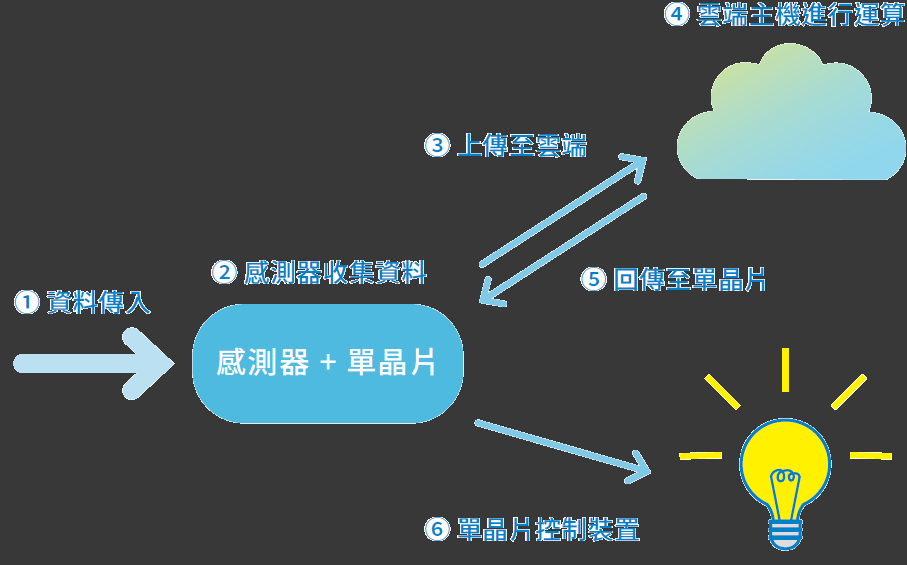 ① 資料傳入
② 感測器收集資料
感測器 + 單晶片
③ 上傳至雲端
④ 雲端主機進行運算
⑤ 回傳至單晶片
⑥ 單晶片控制裝置